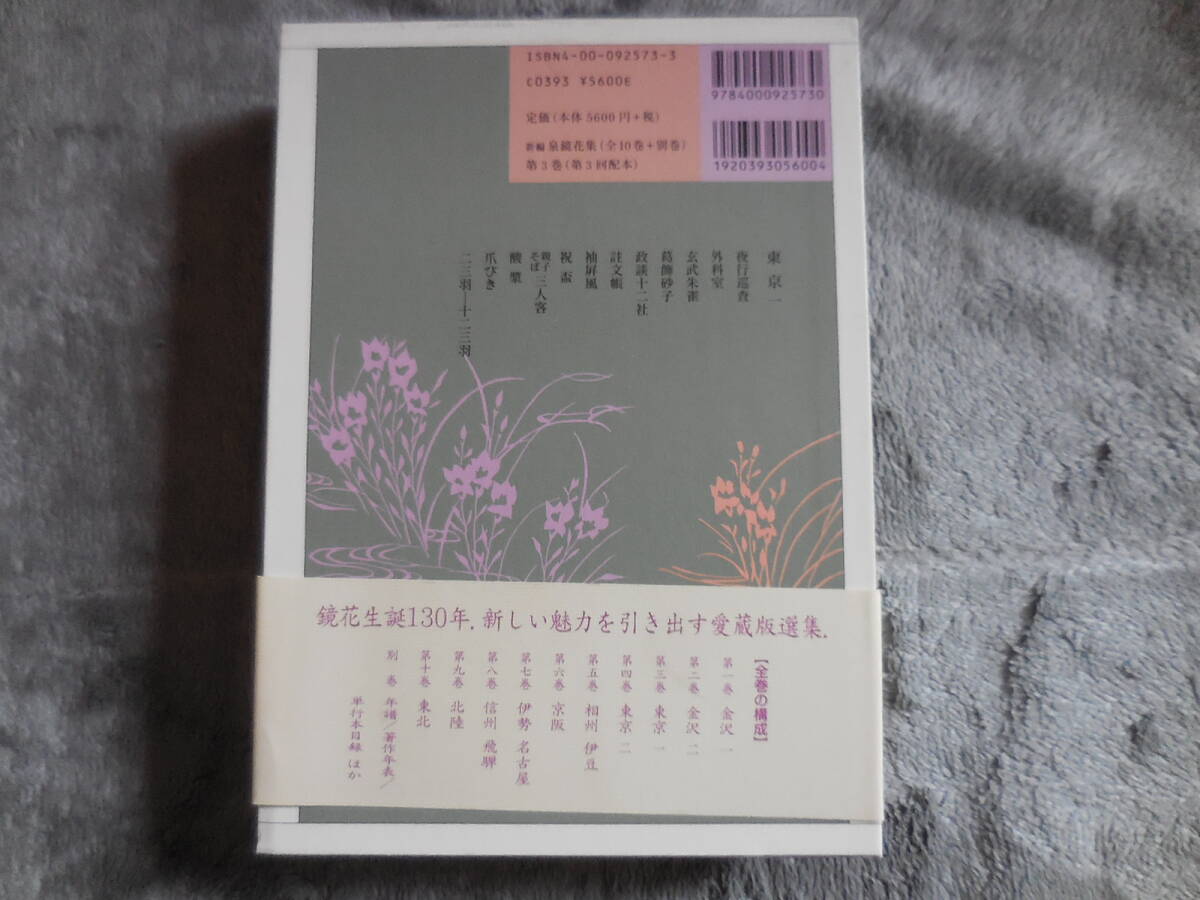 ISBN4-00-092573-3
C0393 ¥5600E
定価(本体5600円+税)
新編 泉鏡花集(全10巻+別巻)
第3巻(第3回配本)
9784000925730
1920393056004
東京一
夜行巡査
外科室
玄武朱雀
葛飾砂子
政談十二社
註文帳
袖屏風
祝盃
親子そば三人客
酸漿
爪びき
二三羽―十二三羽
鏡花生誕130年.新しい魅力を引き出す愛蔵版選集.
【全巻の構成】
第一巻 金沢 一
第二巻 金沢 二
第三巻 東京 一
第四巻 東京 二
第五巻 相州 伊豆
第六巻 京阪
第七巻 伊勢 名古屋
第八巻 信州 飛騨
第九巻 北陸
第十巻 東北
別巻 年譜/著作年表/
単行本目録 ほか